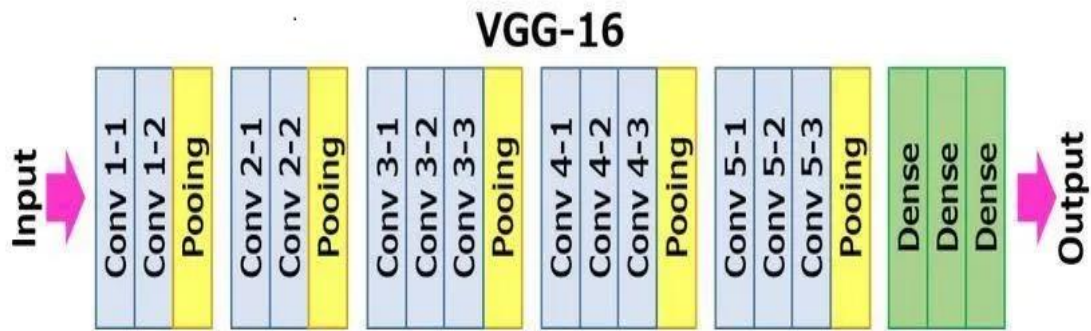 VGG-16
Input
Conv 1-1
Conv 1-2
Pooing
Conv 2-1
Conv 2-2
Pooing
Conv 3-1
Conv 3-2
Conv 3-3
Pooing
Conv 4-1
Conv 4-2
Conv 4-3
Pooing
Conv 5-1
Conv 5-2
Conv 5-3
Pooing
Dense
Dense
Dense
Output